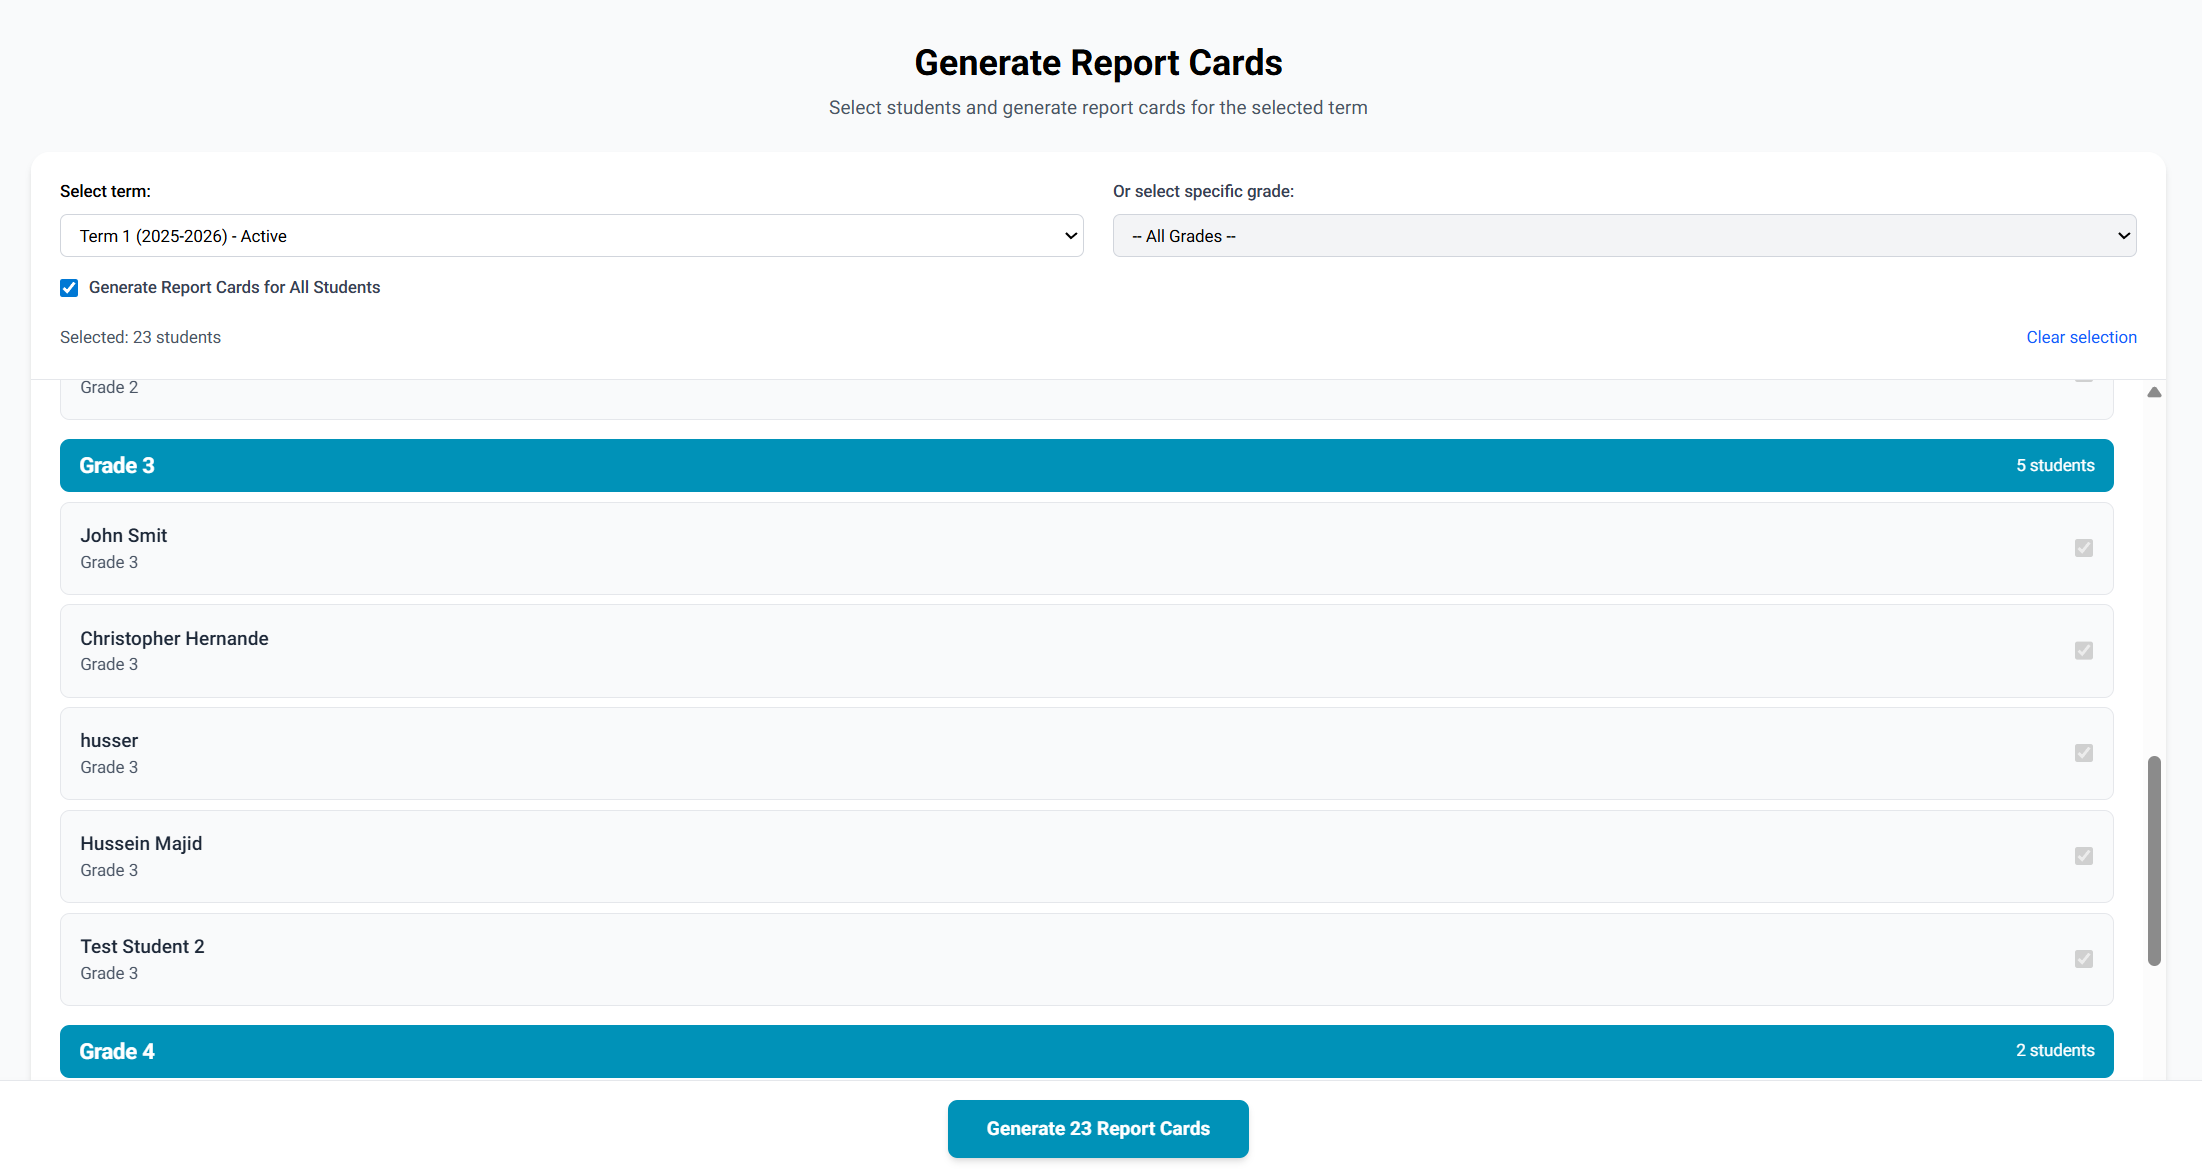 Generate Report Cards
Select students and generate report cards for the selected term
Select term:
Or select specific grade:
Term 1 (2025-2026) - Active
-- All Grades --
Generate Report Cards for All Students
Selected: 23 students
Clear selection
Grade 2
Grade 3
5 students
John Smit
Grade 3
Christopher Hernande
Grade 3
husser
Grade 3
Hussein Majid
Grade 3
Test Student 2
Grade 3
Grade 4
2 students
Generate 23 Report Cards